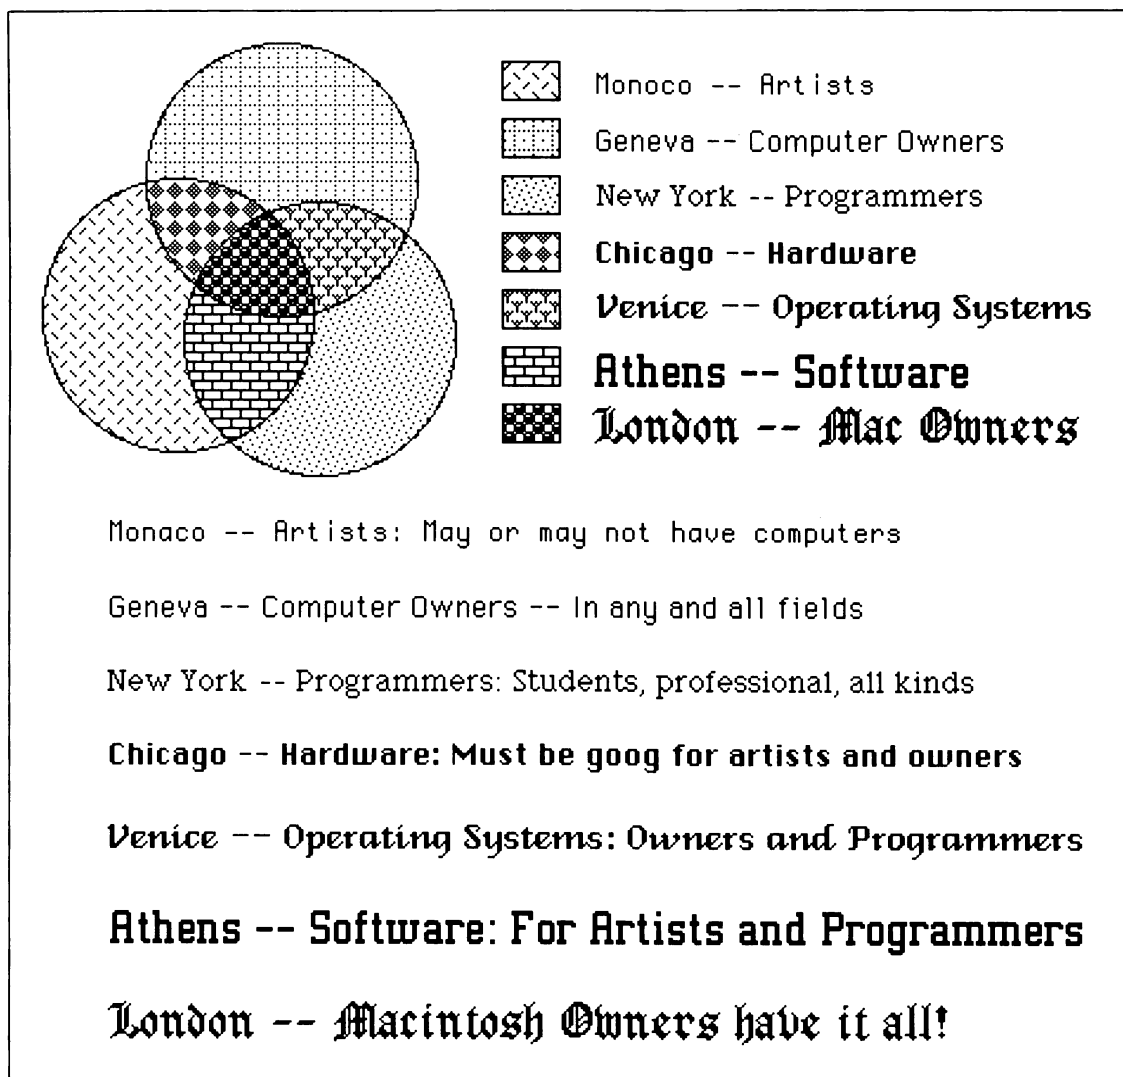 Monoco -- Artists
Geneva -- Computer Owners
New York -- Programmers
Chicago -- Hardware
Venice -- Operating Systems
Athens -- Software
London -- Mac Owners
Monaco -- Artists: May or may not have computers
Geneva -- Computer Owners -- In any and all fields
New York -- Programmers: Students, professional, all kinds
Chicago -- Hardware: Must be goog for artists and owners
Venice -- Operating Systems: Owners and Programmers
Athens -- Software: For Artists and Programmers
London -- Macintosh Owners have it all!